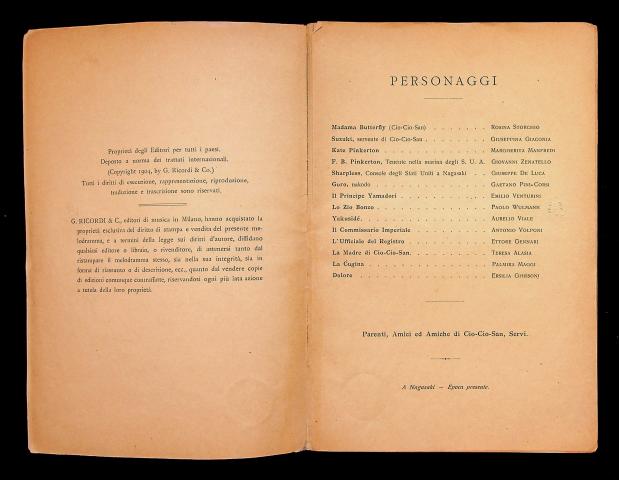 Proprietà degli Editori per tutti i paesi.
Deposto a norma dei trattati internazionali.
(Copyright 1904, by G. Ricordi & Co.)
Tutti i diritti di esecuzione, rappresentazione, riproduzione,
traduzione e trascrizione sono riservati.
G. RICORDI & C., editori di musica in Milano, hanno acquistato la
proprietà esclusiva del diritto di stampa e vendita del presente me-
lodramma, e a termini della legge sui diritti d'autore, diffidano
qualsiasi editore o libraio, o rivenditore, di astenersi tanto dal
ristampare il melodramma stesso, sia nella sua integrità, sia in
forma di riassunto o di descrizione, ecc., quanto dal vendere copie
di edizioni comunque contraffatte, riservandosi ogni più lata azione
a tutela della loro proprietà.
PERSONAGGI
Madama Butterfly (Cio-Cio-San) . . . . . . . Rosina Storchio
Suzuki, servente di Cio-Cio-San . . . . . . . Giuseppina Giaconia
Kate Pinkerton . . . . . . . . . . . . Margherita Manfredi
F. B. Pinkerton, Tenente nella marina degli S. U. A. Giovanni Zenatello
Sharpless, Console degli Stati Uniti a Nagasaki . . Giuseppe De Luca
Goro, nakodo . . . . . . . . . . . . Gaetano Pini-Corsi
Il Principe Yamadori . . . . . . . . . . Emilio Venturini
Lo Zio Bonzo . . . . . . . . . . . . Paolo Wulmann
Yakusidé . . . . . . . . . . . . . Aurelio Viale
Il Commissario Imperiale . . . . . . . . Antonio Volponi
L'Ufficiale del Registro . . . . . . . . . Ettore Gennari
La Madre di Cio-Cio-San . . . . . . . . Teresa Alasia
La Cugina . . . . . . . . . . . . . Palmira Maggi
Dolore . . . . . . . . . . . . . . Ersilia Ghissoni
Parenti, Amici ed Amiche di Cio-Cio-San, Servi.
A Nagasaki — Epoca presente.